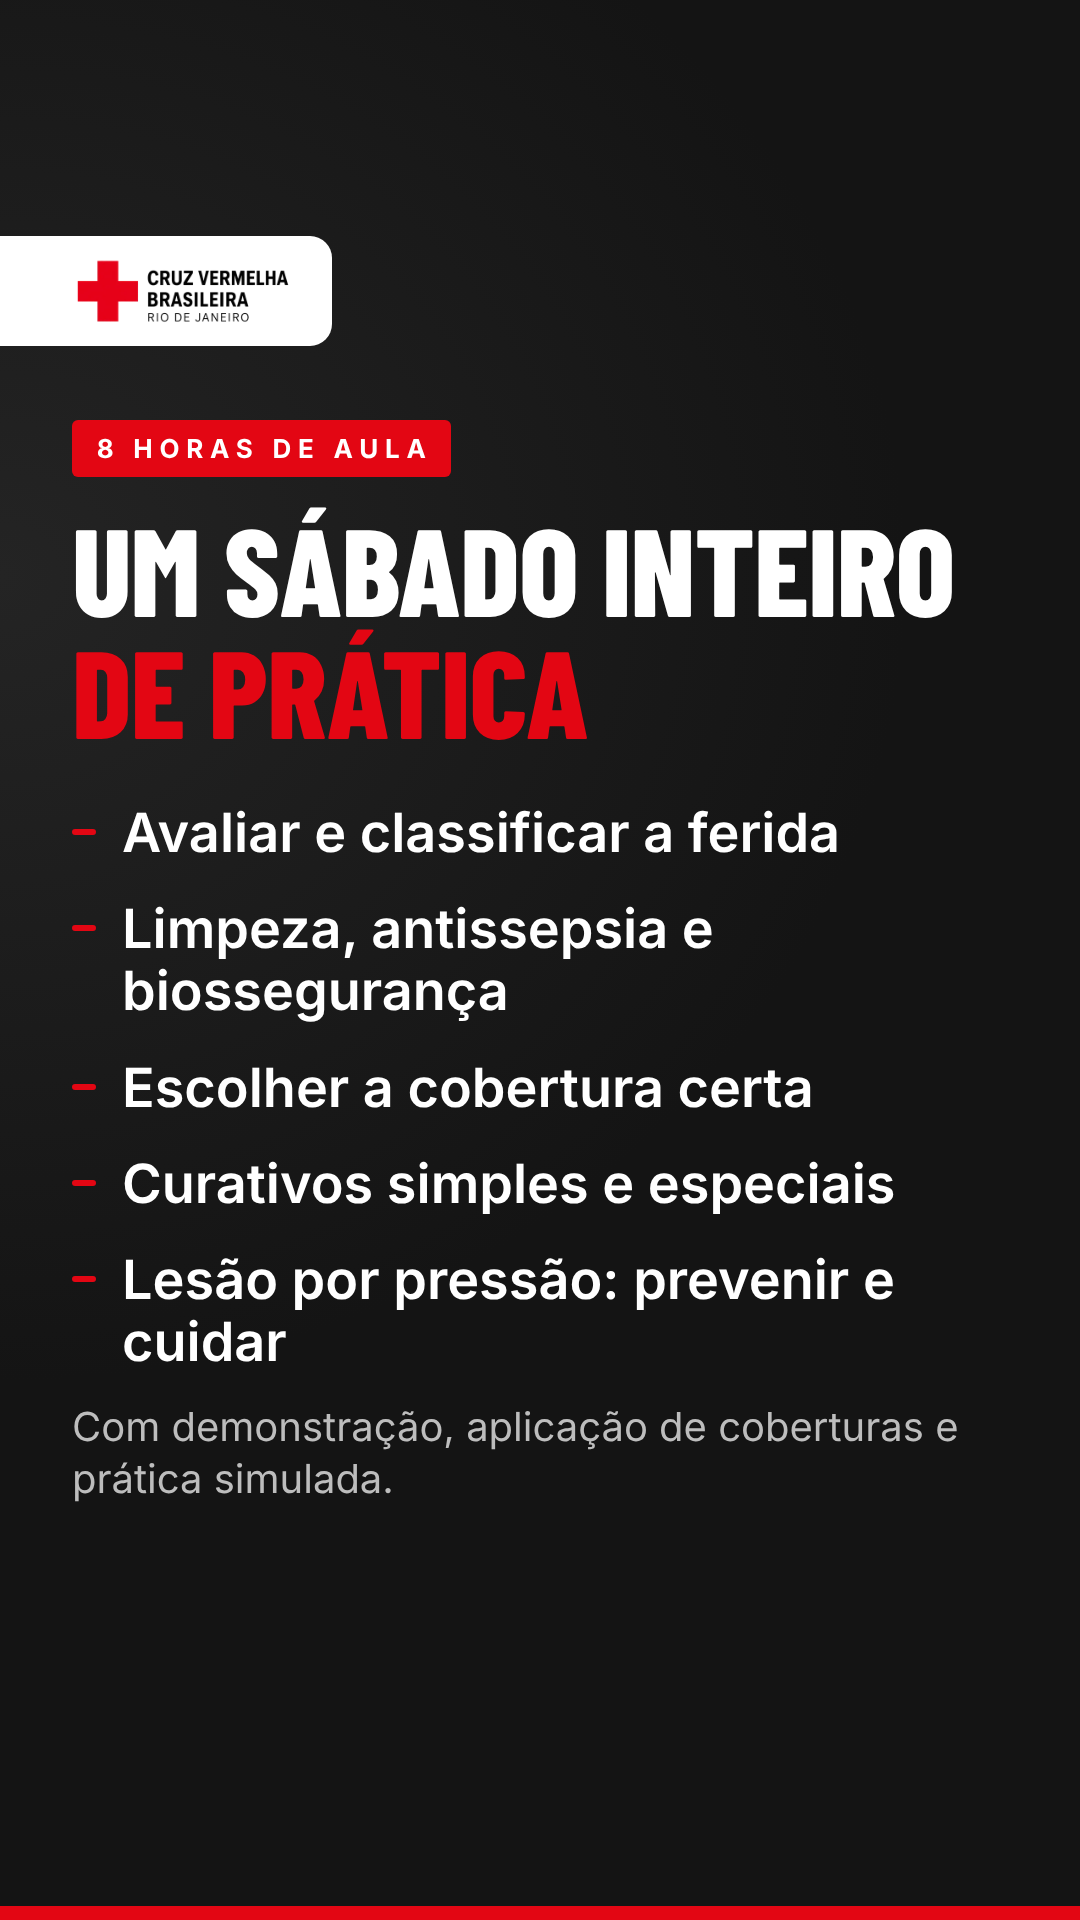 CRUZ VERMELHA
BRASILEIRA
RIO DE JANEIRO
8 HORAS DE AULA
UM SÁBADO INTEIRO
DE PRÁTICA
- Avaliar e classificar a ferida
- Limpeza, antissepsia e
biossegurança
- Escolher a cobertura certa
- Curativos simples e especiais
- Lesão por pressão: prevenir e
cuidar
Com demonstração, aplicação de coberturas e
prática simulada.